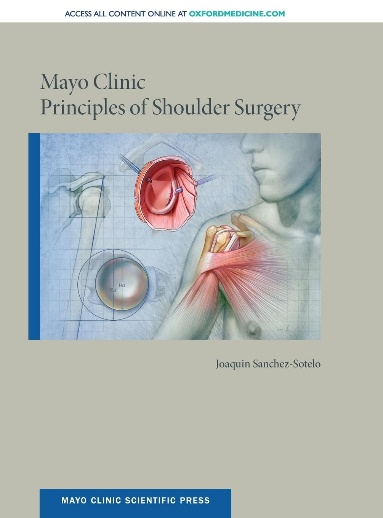 ACCESS ALL CONTENT ONLINE AT OXFORDMEDICINE.COM
Mayo Clinic
Principles of Shoulder Surgery
Joaquin Sanchez-Sotelo
MAYO CLINIC SCIENTIFIC PRESS